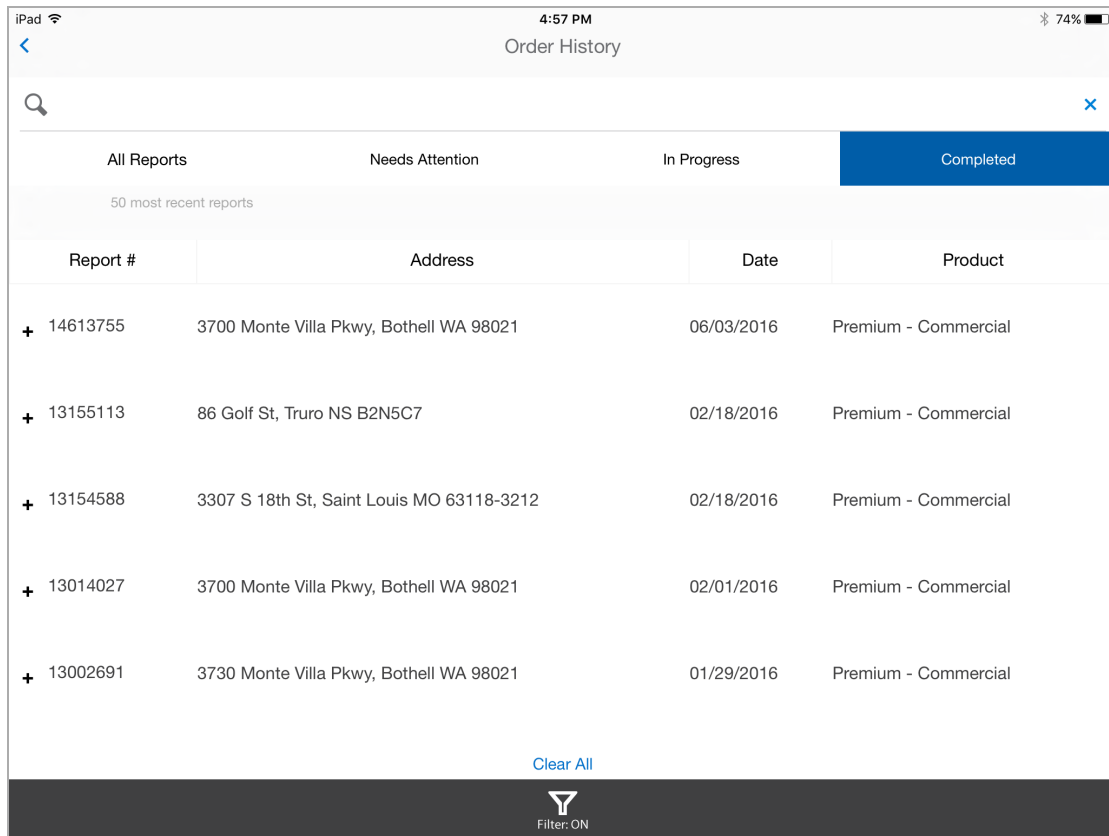 iPad 4:57 PM 74%
Order History
All Reports Needs Attention In Progress Completed
50 most recent reports
Report # Address Date Product
+ 14613755 3700 Monte Villa Pkwy, Bothell WA 98021 06/03/2016 Premium - Commercial
+ 13155113 86 Golf St, Truro NS B2N5C7 02/18/2016 Premium - Commercial
+ 13154588 3307 S 18th St, Saint Louis MO 63118-3212 02/18/2016 Premium - Commercial
+ 13014027 3700 Monte Villa Pkwy, Bothell WA 98021 02/01/2016 Premium - Commercial
+ 13002691 3730 Monte Villa Pkwy, Bothell WA 98021 01/29/2016 Premium - Commercial
Clear All
Filter: ON